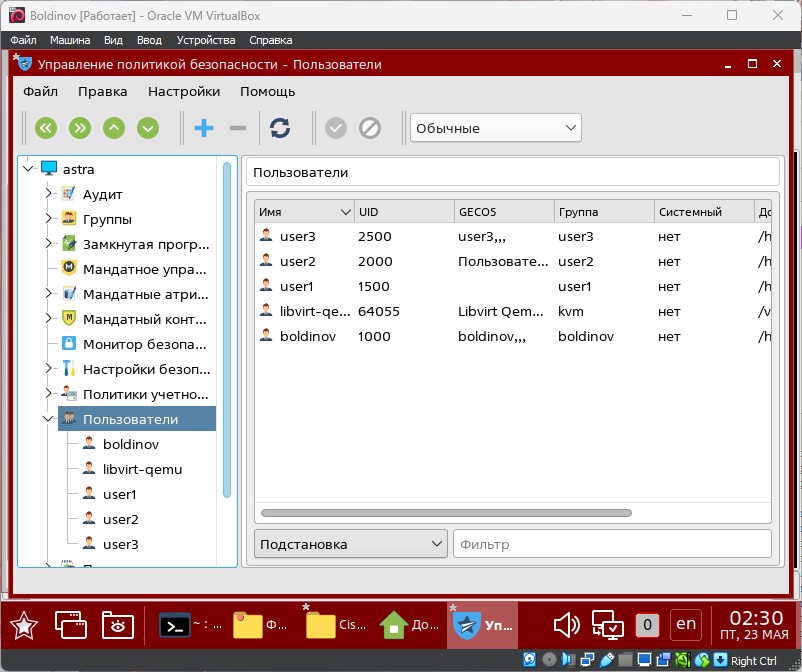 Boldinov [Работает] - Oracle VM VirtualBox
Файл Машина Вид Ввод Устройства Справка
Управление политикой безопасности – Пользователи
Файл Правка Настройки Помощь
Обычные
astra
Аудит
Группы
Замкнутая прогр...
Мандатное упра...
Мандатные атри...
Мандатный конт...
Монитор безопа...
Настройки безоп...
Политики учетно...
Пользователи
boldinov
libvirt-qemu
user1
user2
user3
Пользователи
Имя UID GECOS Группа Системный До
user3 2500 user3,,, user3 нет /h
user2 2000 Пользовате... user2 нет /h
user1 1500 user1 нет /h
libvirt-qe... 64055 Libvirt Qem... kvm нет /v
boldinov 1000 boldinov,,, boldinov нет /h
Подстановка Фильтр
~ : ... Ф... Cis... До... Уп... 0 en 02:30
ПТ, 23 МАЯ
Right Ctrl